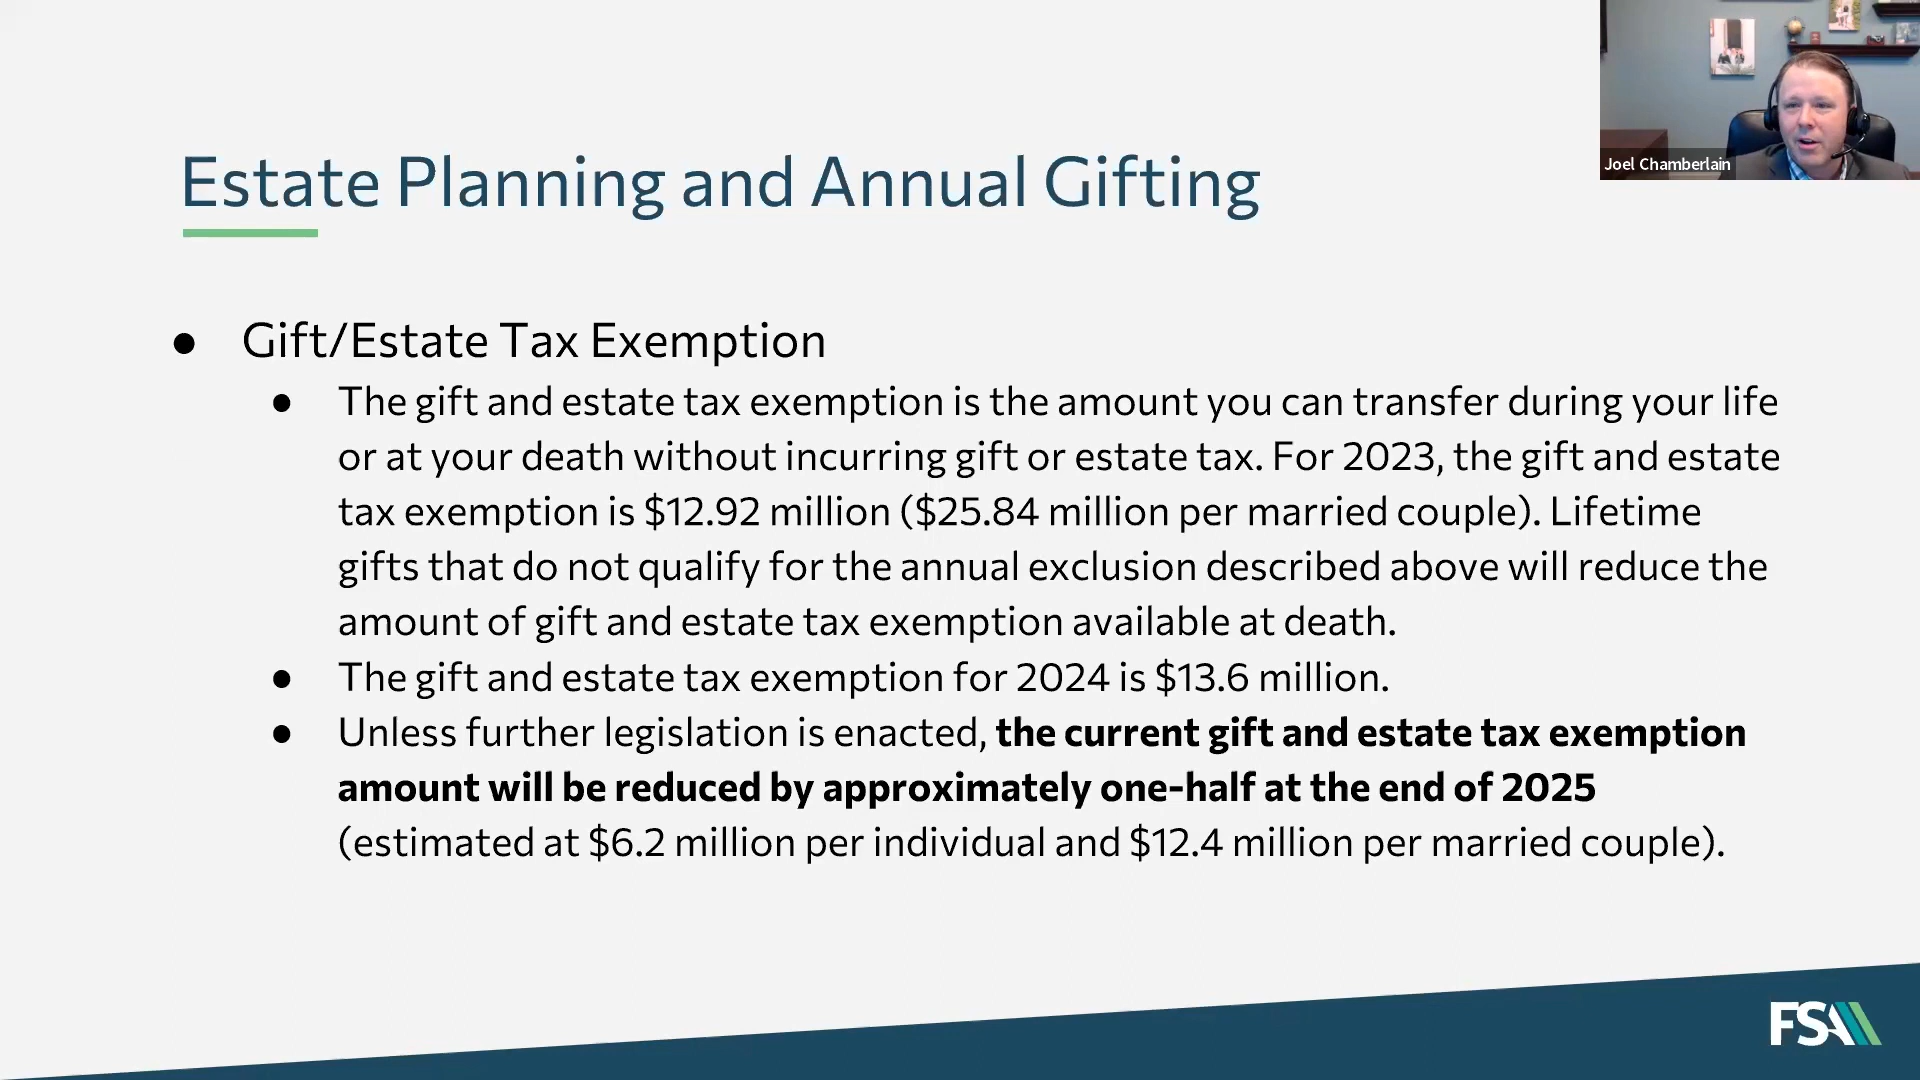 Joel Chamberlain
Estate Planning and Annual Gifting
● Gift/Estate Tax Exemption
● The gift and estate tax exemption is the amount you can transfer during your life
or at your death without incurring gift or estate tax. For 2023, the gift and estate
tax exemption is $12.92 million ($25.84 million per married couple). Lifetime
gifts that do not qualify for the annual exclusion described above will reduce the
amount of gift and estate tax exemption available at death.
● The gift and estate tax exemption for 2024 is $13.6 million.
● Unless further legislation is enacted, the current gift and estate tax exemption
amount will be reduced by approximately one-half at the end of 2025
(estimated at $6.2 million per individual and $12.4 million per married couple).
FSA